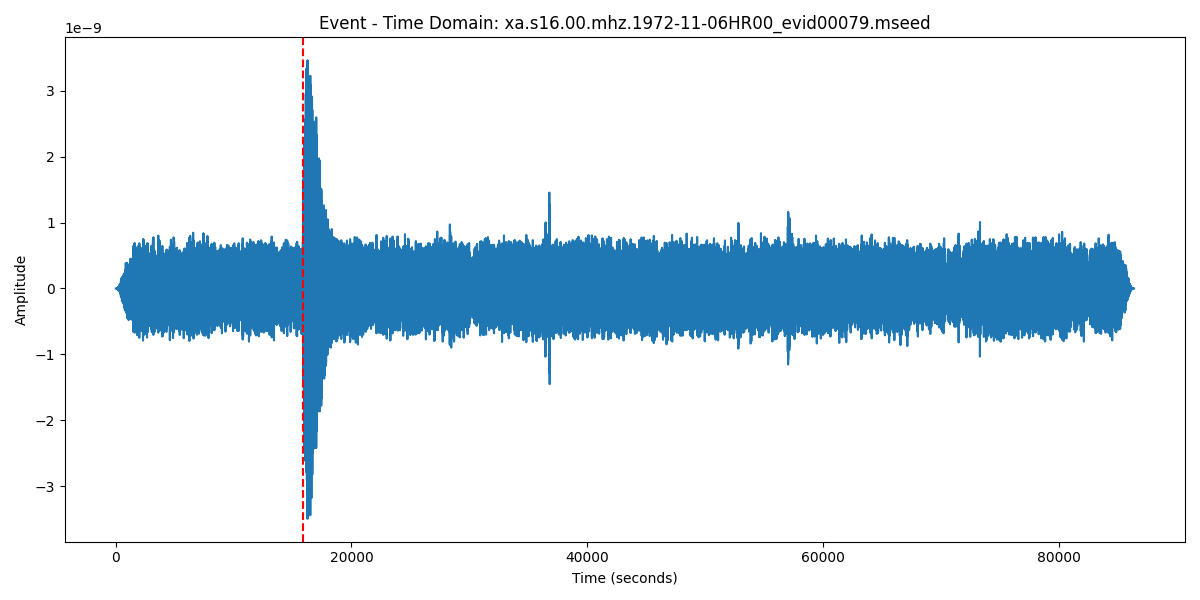 Event - Time Domain: xa.s16.00.mhz.1972-11-06HR00_evid00079.mseed
1e−9
3
2
1
0
−1
−2
−3
Amplitude
0 20000 40000 60000 80000
Time (seconds)